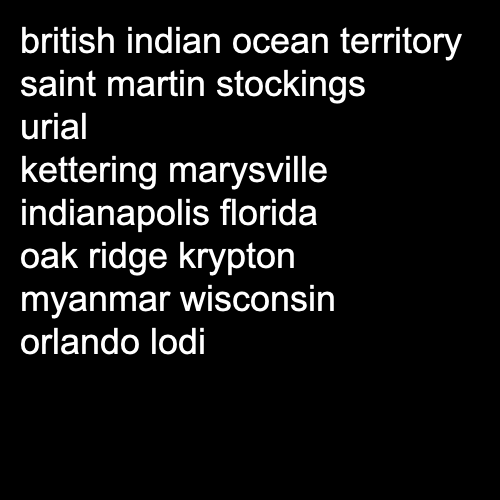 british indian ocean territory
saint martin stockings
urial
kettering marysville
indianapolis florida
oak ridge krypton
myanmar wisconsin
orlando lodi